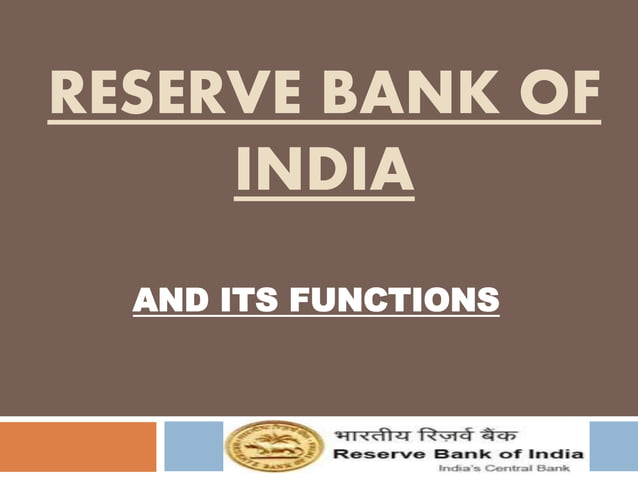 RESERVE BANK OF
INDIA
AND ITS FUNCTIONS
भारतीय रिज़र्व बैंक
Reserve Bank of India
India's Central Bank